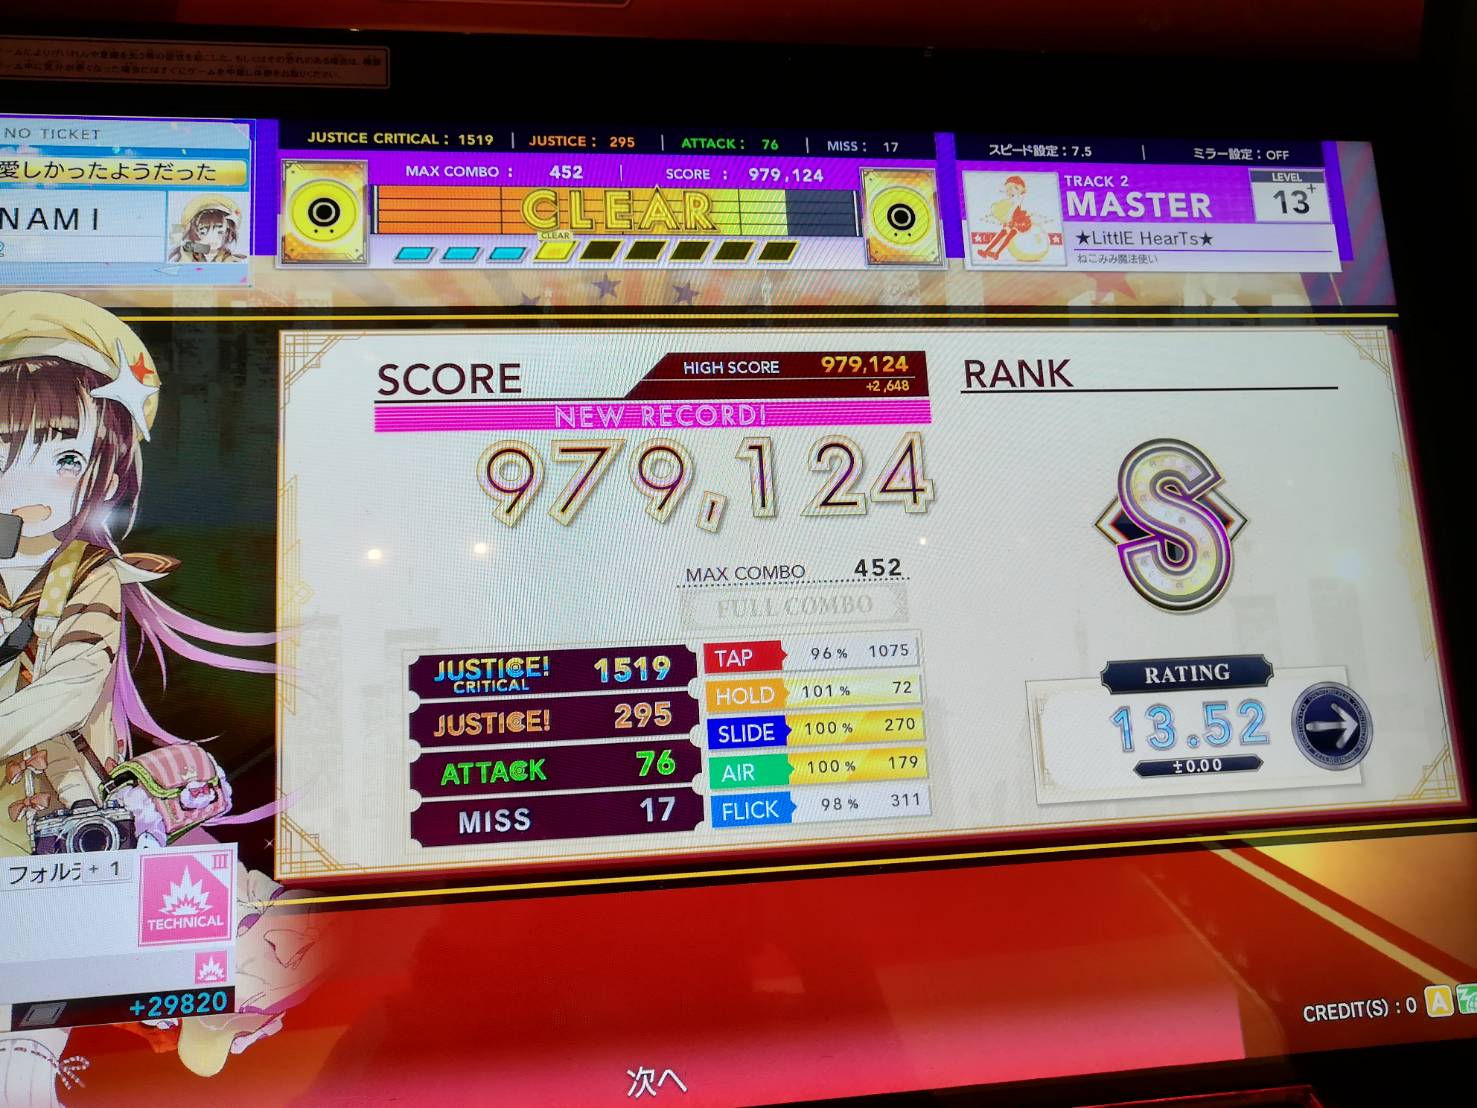 NO TICKET
愛しかったようだった
NAMI
JUSTICE CRITICAL : 1519 | JUSTICE : 295 | ATTACK : 76 | MISS : 17
MAX COMBO : 452 | SCORE : 979,124
CLEAR
CLEAR
スピード設定:7.5 | ミラー設定:OFF
TRACK 2
MASTER
LEVEL
13+
★LittlE HearTs★
ねこみみ魔法使い
SCORE
HIGH SCORE 979,124
+2,648
NEW RECORD!
979,124
MAX COMBO 452
FULL COMBO
JUSTICE! CRITICAL 1519
JUSTICE! 295
ATTACK 76
MISS 17
TAP 96% 1075
HOLD 101% 72
SLIDE 100% 270
AIR 100% 179
FLICK 98% 311
RANK
S
RATING
13.52
±0.00
フォルテ+1
III
TECHNICAL
+29820
CREDIT(S) : 0 A
次へ